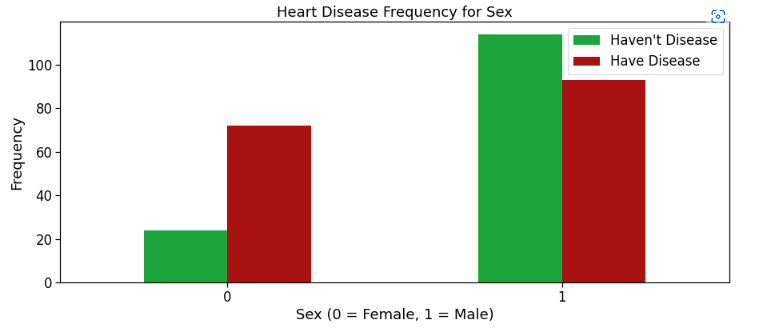 Heart Disease Frequency for Sex
Haven't Disease
Have Disease
Frequency
100
80
60
40
20
0
0 1
Sex (0 = Female, 1 = Male)